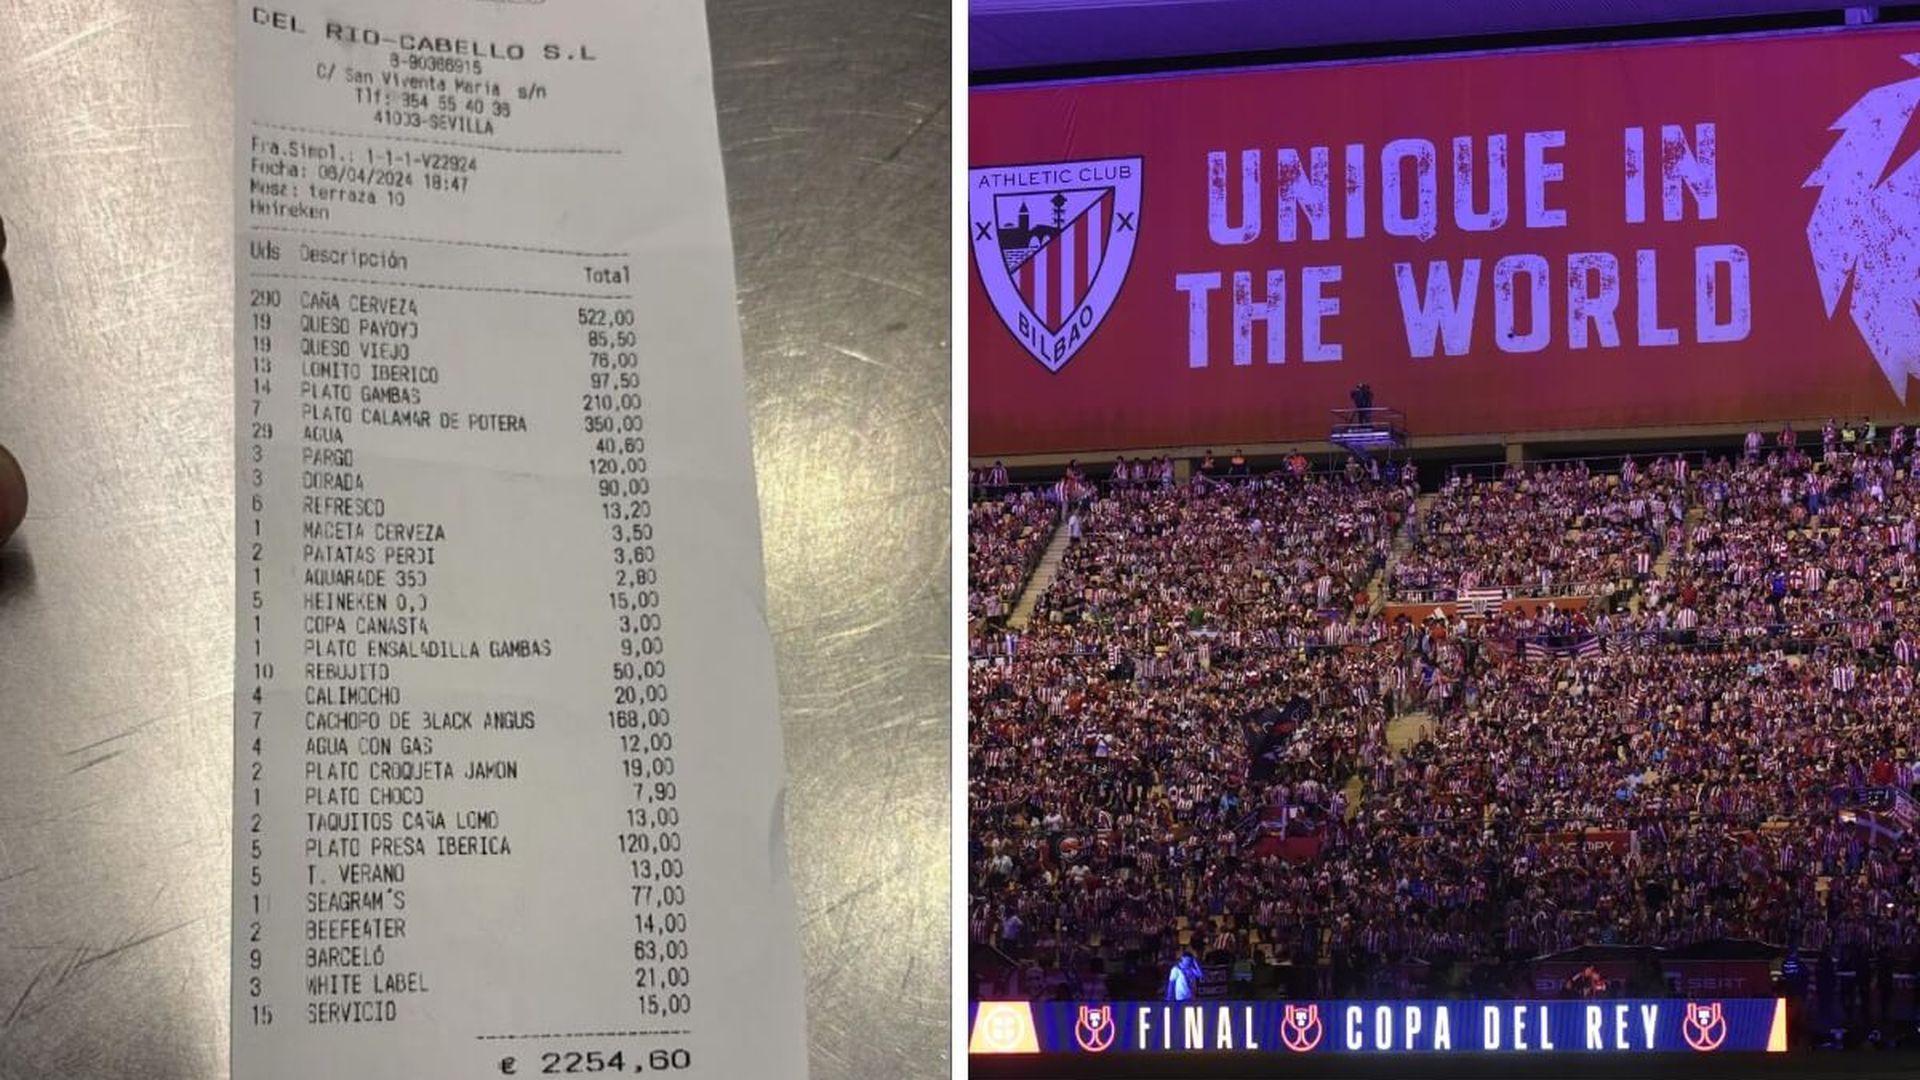 DEL RIO-CABELLO S.L
B-90366915
C/ San Viventa Maria s/n
Tlf: 954 55 40 36
41003-SEVILLA
Fra.Simpl.: 1-1-1-V22924
Fecha: 06/04/2024 18:47
Mesa: terraza 10
Heineken
Uds Descripción Total
290 CAÑA CERVEZA 522,00
19 QUESO PAYOYO 85,50
19 QUESO VIEJO 76,00
13 LOMITO IBERICO 97,50
14 PLATO GAMBAS 210,00
7 PLATO CALAMAR DE POTERA 350,00
29 AGUA 40,60
3 PARGO 120,00
3 DORADA 90,00
6 REFRESCO 13,20
1 MACETA CERVEZA 3,50
2 PATATAS PERDI 3,60
1 AQUARADE 350 2,80
5 HEINEKEN 0,0 15,00
1 COPA CANASTA 3,00
1 PLATO ENSALADILLA GAMBAS 9,00
10 REBUJITO 50,00
4 CALIMOCHO 20,00
7 CACHOPO DE BLACK ANGUS 168,00
4 AGUA CON GAS 12,00
2 PLATO CROQUETA JAMON 19,00
1 PLATO CHOCO 7,90
2 TAQUITOS CAÑA LOMO 13,00
5 PLATO PRESA IBERICA 120,00
5 T. VERANO 13,00
11 SEAGRAM´S 77,00
2 BEEFEATER 14,00
9 BARCELÓ 63,00
3 WHITE LABEL 21,00
15 SERVICIO 15,00
€ 2254,60
ATHLETIC CLUB
BILBAO
UNIQUE IN
THE WORLD
FINAL COPA DEL REY